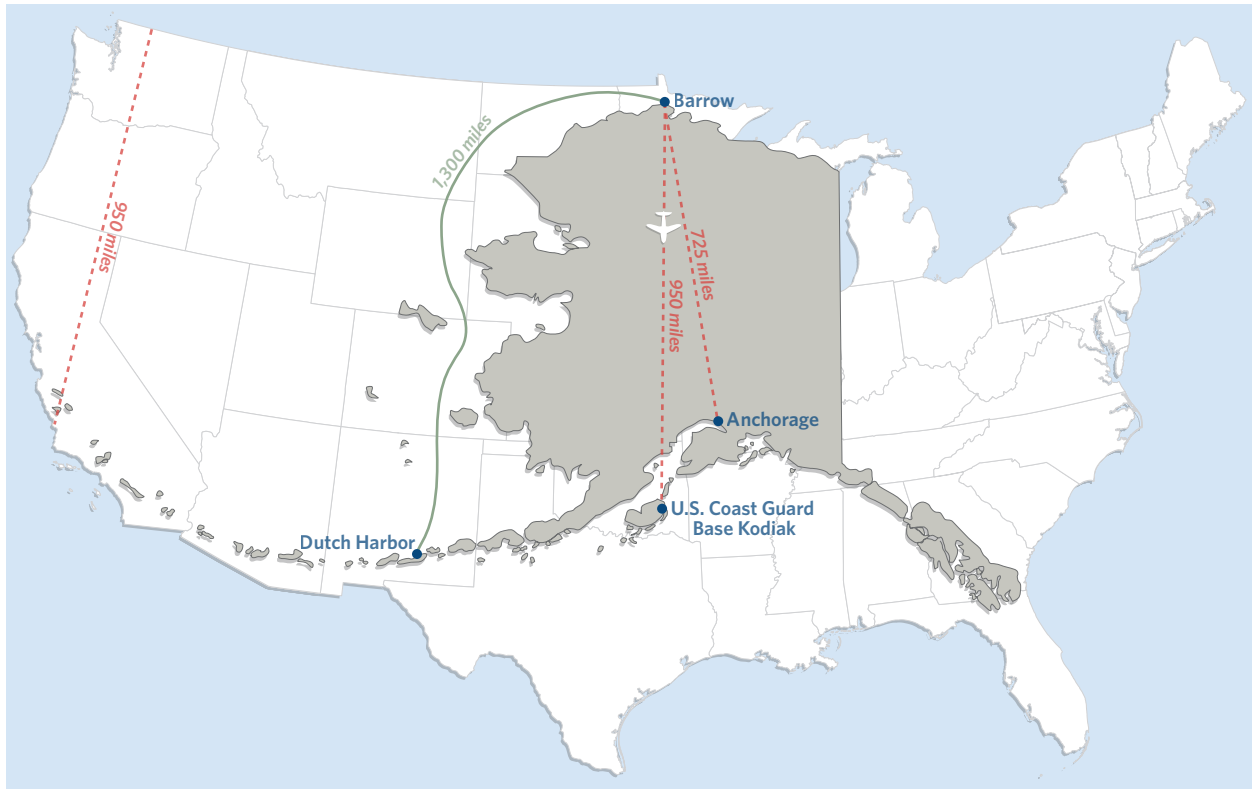 Barrow
1,300 miles
950 miles
725 miles
950 miles
Anchorage
U.S. Coast Guard
Base Kodiak
Dutch Harbor